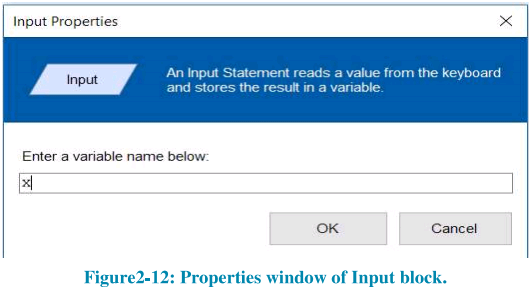 Input Properties
Input
An Input Statement reads a value from the keyboard
and stores the result in a variable.
Enter a variable name below:
x
OK
Cancel
Figure2-12: Properties window of Input block.